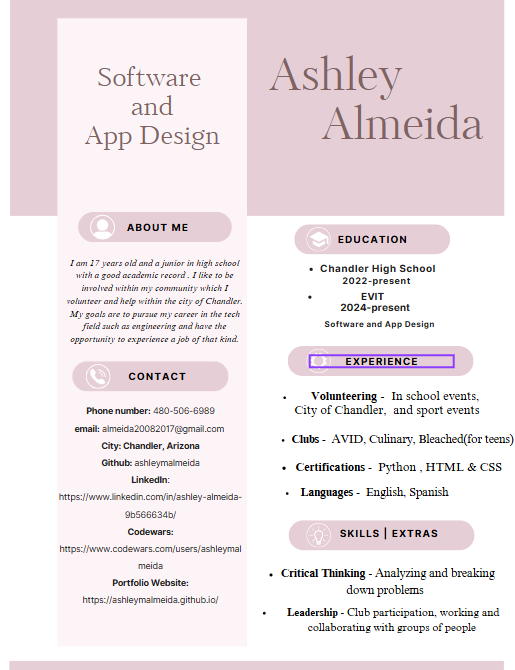 Software
and
App Design
Ashley
Almeida
ABOUT ME
I am 17 years old and a junior in high school
with a good academic record . I like to be
involved within my community which I
volunteer and help within the city of Chandler.
My goals are to pursue my career in the tech
field such as engineering and have the
opportunity to experience a job of that kind.
CONTACT
Phone number: 480-506-6989
email: almeida20082017@gmail.com
City: Chandler, Arizona
Github: ashleymalmeida
LinkedIn:
https://www.linkedin.com/in/ashley-almeida-
9b566634b/
Codewars:
https://www.codewars.com/users/ashleymal
meida
Portfolio Website:
https://ashleymalmeida.github.io/
EDUCATION
• Chandler High School
2022-present
• EVIT
2024-present
Software and App Design
EXPERIENCE
• Volunteering - In school events,
City of Chandler, and sport events
• Clubs - AVID, Culinary, Bleached(for teens)
• Certifications - Python , HTML & CSS
• Languages - English, Spanish
SKILLS | EXTRAS
• Critical Thinking - Analyzing and breaking
down problems
• Leadership - Club participation, working and
collaborating with groups of people